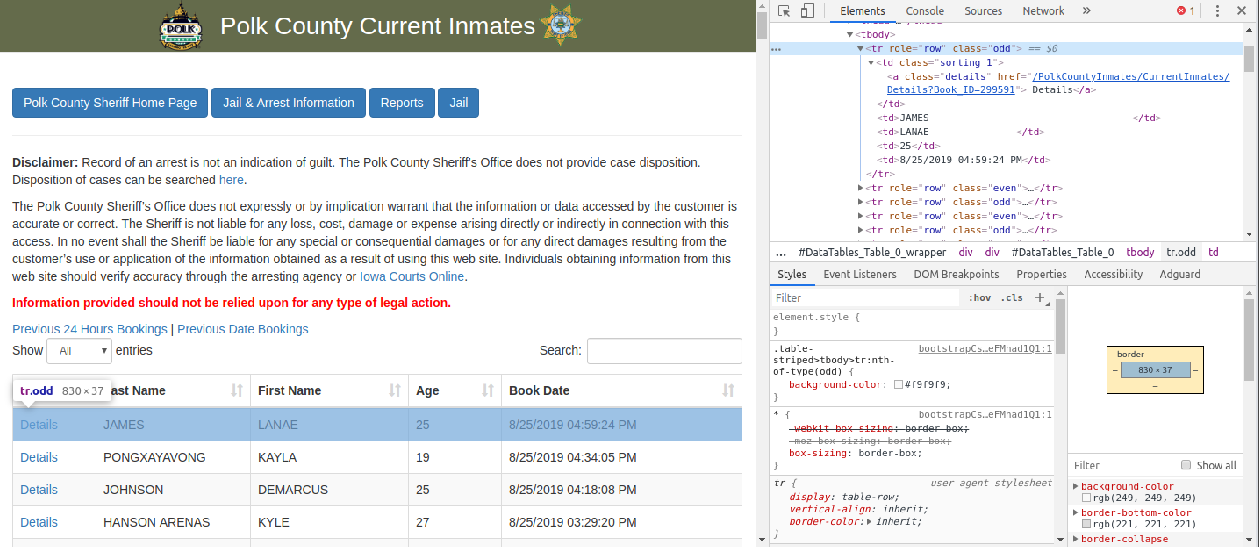 POLK
Polk County Current Inmates
Polk County Sheriff Home Page
Jail & Arrest Information
Reports
Jail
Disclaimer: Record of an arrest is not an indication of guilt. The Polk County Sheriff's Office does not provide case disposition.
Disposition of cases can be searched here.
The Polk County Sheriff's Office does not expressly or by implication warrant that the information or data accessed by the customer is
accurate or correct. The Sheriff is not liable for any loss, cost, damage or expense arising directly or indirectly in connection with this
access. In no event shall the Sheriff be liable for any special or consequential damages or for any direct damages resulting from the
customer's use or application of the information obtained as a result of using this web site. Individuals obtaining information from
this web site should verify accuracy through the arresting agency or Iowa Courts Online.
Information provided should not be relied upon for any type of legal action.
Previous 24 Hours Bookings | Previous Date Bookings
Show All entries Search:
tr.odd 830 × 37
ast Name First Name Age Book Date
Details JAMES LANAE 25 8/25/2019 04:59:24 PM
Details PONGXAYAVONG KAYLA 19 8/25/2019 04:34:05 PM
Details JOHNSON DEMARCUS 25 8/25/2019 04:18:08 PM
Details HANSON ARENAS KYLE 27 8/25/2019 03:29:20 PM
Elements Console Sources Network » 1
▼<tbody>
… ▼<tr role="row" class="odd"> == $0
▼<td class="sorting_1">
<a class="details" href="/PolkCountyInmates/CurrentInmates/
Details?Book_ID=299591"> Details</a>
</td>
<td>JAMES </td>
<td>LANAE </td>
<td>25</td>
<td>8/25/2019 04:59:24 PM</td>
</tr>
▶<tr role="row" class="even">…</tr>
▶<tr role="row" class="odd">…</tr>
▶<tr role="row" class="even">…</tr>
▶<tr role="row" class="odd">…</tr>
... #DataTables_Table_0_wrapper div div #DataTables_Table_0 tbody tr.odd td
Styles Event Listeners DOM Breakpoints Properties Accessibility Adguard
Filter :hov .cls +
element.style {
}
.table- bootstrapCs…eFMhad1Q1:1
striped>tbody>tr:nth-
of-type(odd) {
background-color: #f9f9f9;
}
* { bootstrapCs…eFMhad1Q1:1
-webkit-box-sizing: border-box;
-moz-box-sizing: border-box;
box-sizing: border-box;
}
tr { user agent stylesheet
display: table-row;
vertical-align: inherit;
border-color:▶ inherit;
}
border –
– 830 × 37 –
–
Filter Show all
▶background-color
rgb(249, 249, 249)
▶border-bottom-color
rgb(221, 221, 221)
▶border-collapse